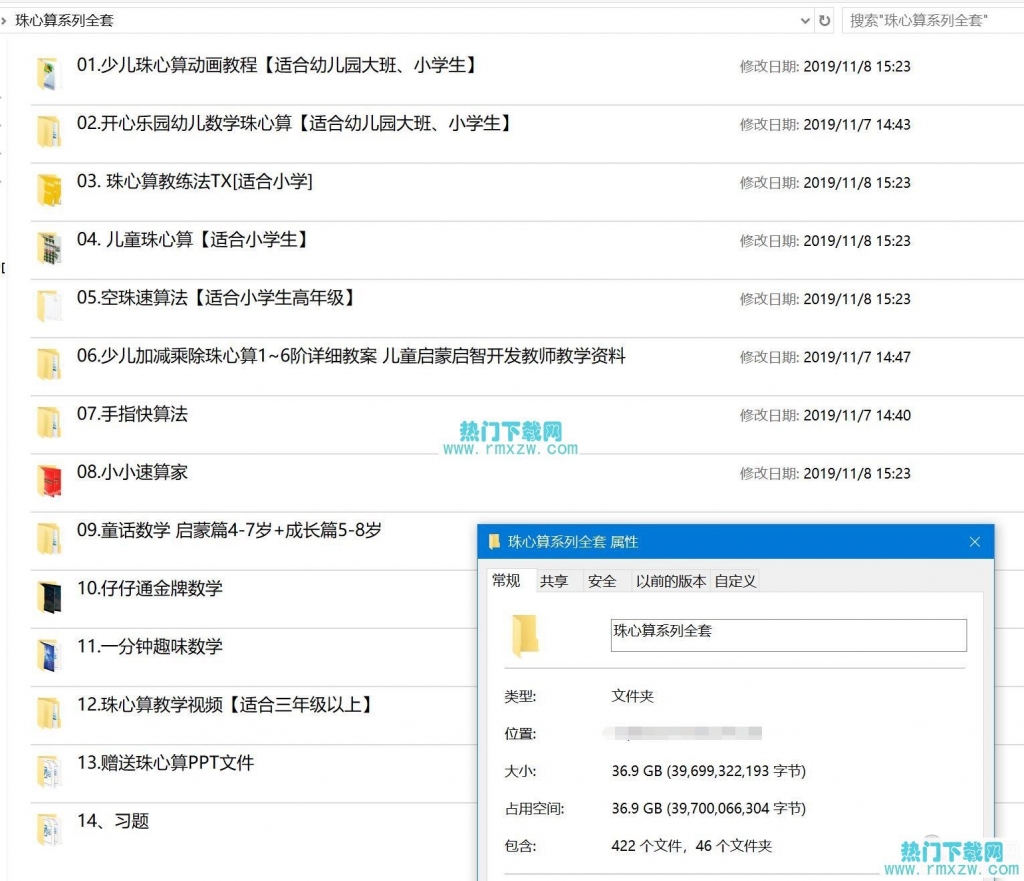 珠心算系列全套
搜索"珠心算系列全套"
01.少儿珠心算动画教程【适合幼儿园大班、小学生】 修改日期: 2019/11/8 15:23
02.开心乐园幼儿数学珠心算【适合幼儿园大班、小学生】 修改日期: 2019/11/7 14:43
03. 珠心算教练法TX[适合小学] 修改日期: 2019/11/8 15:23
04. 儿童珠心算【适合小学生】 修改日期: 2019/11/8 15:23
05.空珠速算法【适合小学生高年级】 修改日期: 2019/11/8 15:23
06.少儿加减乘除珠心算1~6阶详细教案 儿童启蒙启智开发教师教学资料 修改日期: 2019/11/7 14:47
07.手指快算法 修改日期: 2019/11/7 14:40
热门下载网
www.rmxzw.com
08.小小速算家 修改日期: 2019/11/8 15:23
09.童话数学 启蒙篇4-7岁+成长篇5-8岁
10.仔仔通金牌数学
11.一分钟趣味数学
12.珠心算教学视频【适合三年级以上】
13.赠送珠心算PPT文件
14、习题
珠心算系列全套 属性
常规 共享 安全 以前的版本 自定义
珠心算系列全套
类型: 文件夹
位置:
大小: 36.9 GB (39,699,322,193 字节)
占用空间: 36.9 GB (39,700,066,304 字节)
包含: 422 个文件，46 个文件夹
热门下载网
www.rmxzw.com